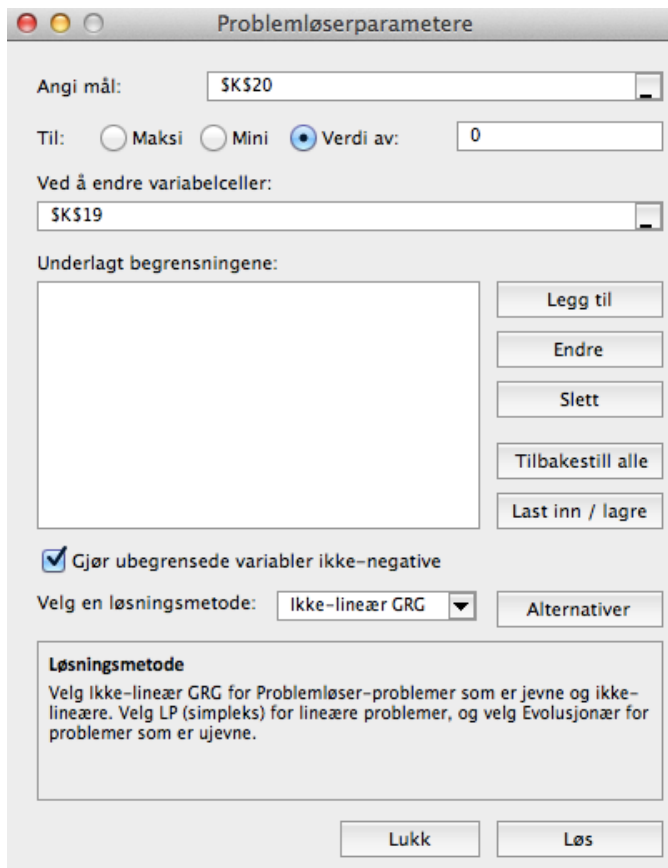 Problemløserparametere
Angi mål: $K$20
Til: Maksi Mini Verdi av: 0
Ved å endre variabelceller:
$K$19
Underlagt begrensningene:
Legg til
Endre
Slett
Tilbakestill alle
Last inn / lagre
Gjør ubegrensede variabler ikke-negative
Velg en løsningsmetode: Ikke-lineær GRG Alternativer
Løsningsmetode
Velg Ikke-lineær GRG for Problemløser-problemer som er jevne og ikke-
lineære. Velg LP (simpleks) for lineære problemer, og velg Evolusjonær for
problemer som er ujevne.
Lukk Løs